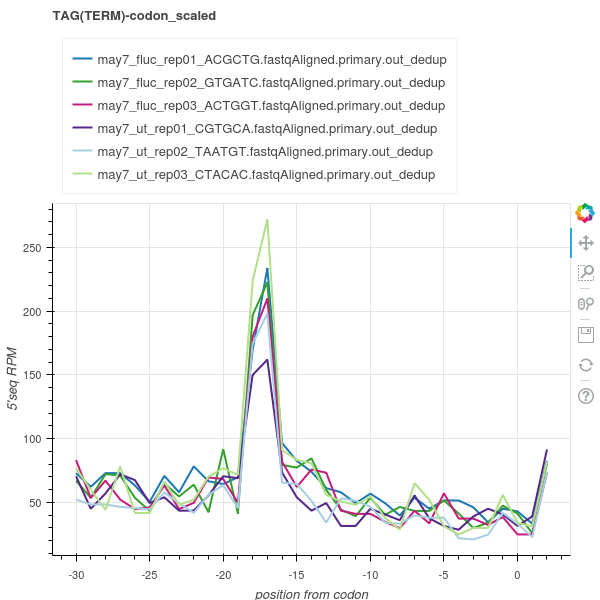 TAG(TERM)-codon_scaled
may7_fluc_rep01_ACGCTG.fastqAligned.primary.out_dedup
may7_fluc_rep02_GTGATC.fastqAligned.primary.out_dedup
may7_fluc_rep03_ACTGGT.fastqAligned.primary.out_dedup
may7_ut_rep01_CGTGCA.fastqAligned.primary.out_dedup
may7_ut_rep02_TAATGT.fastqAligned.primary.out_dedup
may7_ut_rep03_CTACAC.fastqAligned.primary.out_dedup
250
200
150
100
50
5'seq RPM
-30 -25 -20 -15 -10 -5 0
position from codon